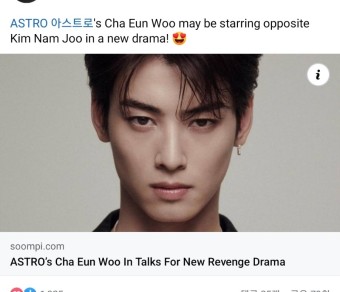 ASTRO 아스트로's Cha Eun Woo may be starring opposite
Kim Nam Joo in a new drama!
i
soompi.com
ASTRO's Cha Eun Woo In Talks For New Revenge Drama